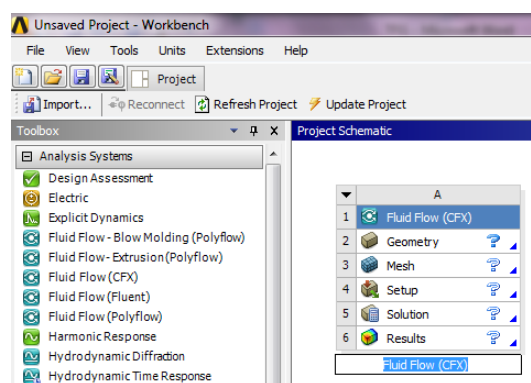 Unsaved Project - Workbench
File View Tools Units Extensions Help
Project
Import... Reconnect Refresh Project Update Project
Toolbox
Project Schematic
Analysis Systems
Design Assessment
Electric
Explicit Dynamics
Fluid Flow - Blow Molding (Polyflow)
Fluid Flow - Extrusion (Polyflow)
Fluid Flow (CFX)
Fluid Flow (Fluent)
Fluid Flow (Polyflow)
Harmonic Response
Hydrodynamic Diffraction
Hydrodynamic Time Response
A
1 Fluid Flow (CFX)
2 Geometry ?
3 Mesh ?
4 Setup ?
5 Solution ?
6 Results ?
Fluid Flow (CFX)